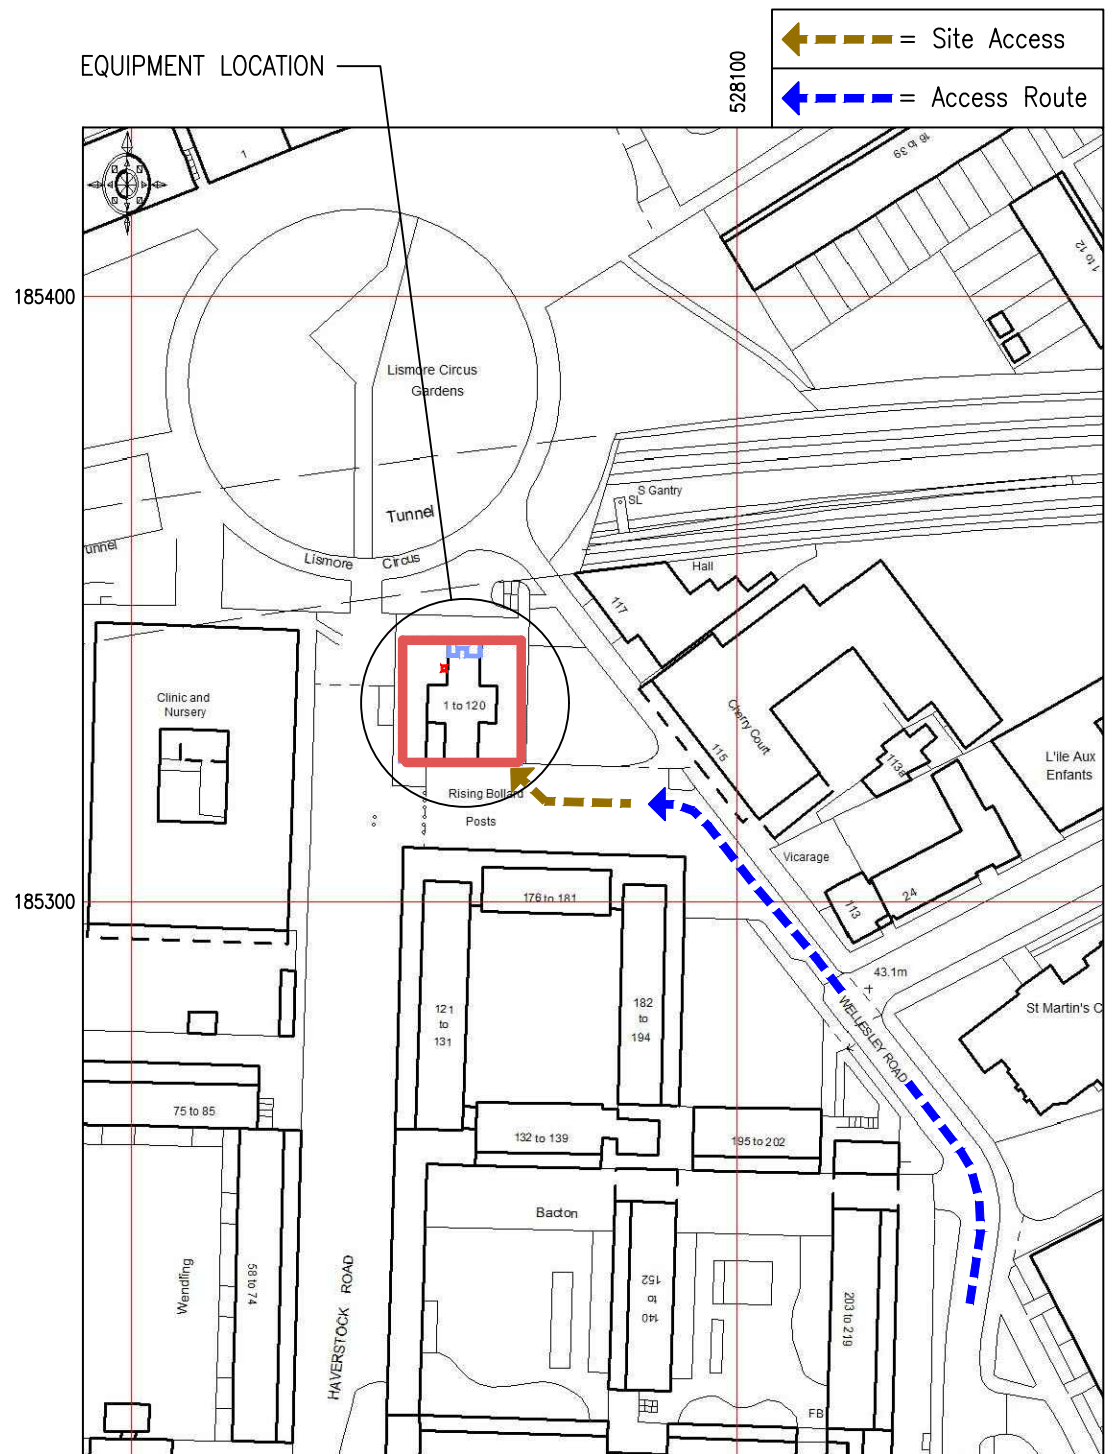 EQUIPMENT LOCATION
528100
= Site Access
= Access Route
1
16 to 39
11 to 12
185400
Lismore Circus
Gardens
S Gantry
SL
Tunnel
unnel
Lismore Circus
Hall
117
Clinic and
Nursery
1 to 120
Cherry Court
115
113a
L'ile Aux
Enfants
Rising Bollard
Posts
Vicarage
185300
176 to 181
113
24
43.1m
121
to
131
182
to
194
WELLESLEY ROAD
St Martin's C
75 to 85
132 to 139
195 to 202
Bacton
Wendling
58 to 74
HAVERSTOCK ROAD
152
to
140
203 to 219
FB